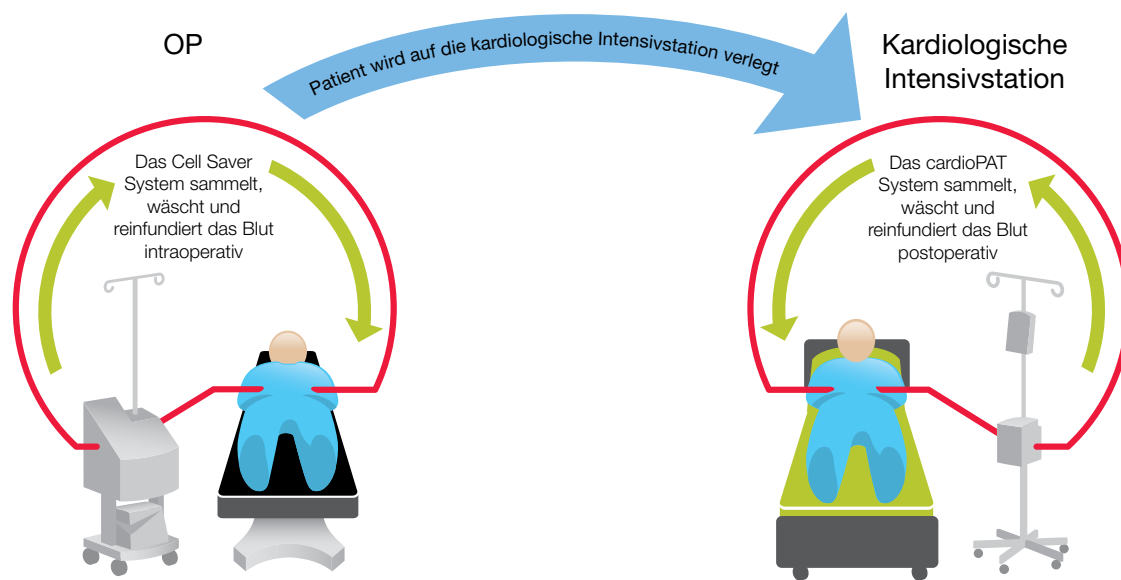 OP
Patient wird auf die kardiologische Intensivstation verlegt
Kardiologische
Intensivstation
Das Cell Saver
System sammelt,
wäscht und
reinfundiert das Blut
intraoperativ
Das cardioPAT
System sammelt,
wäscht und
reinfundiert das Blut
postoperativ